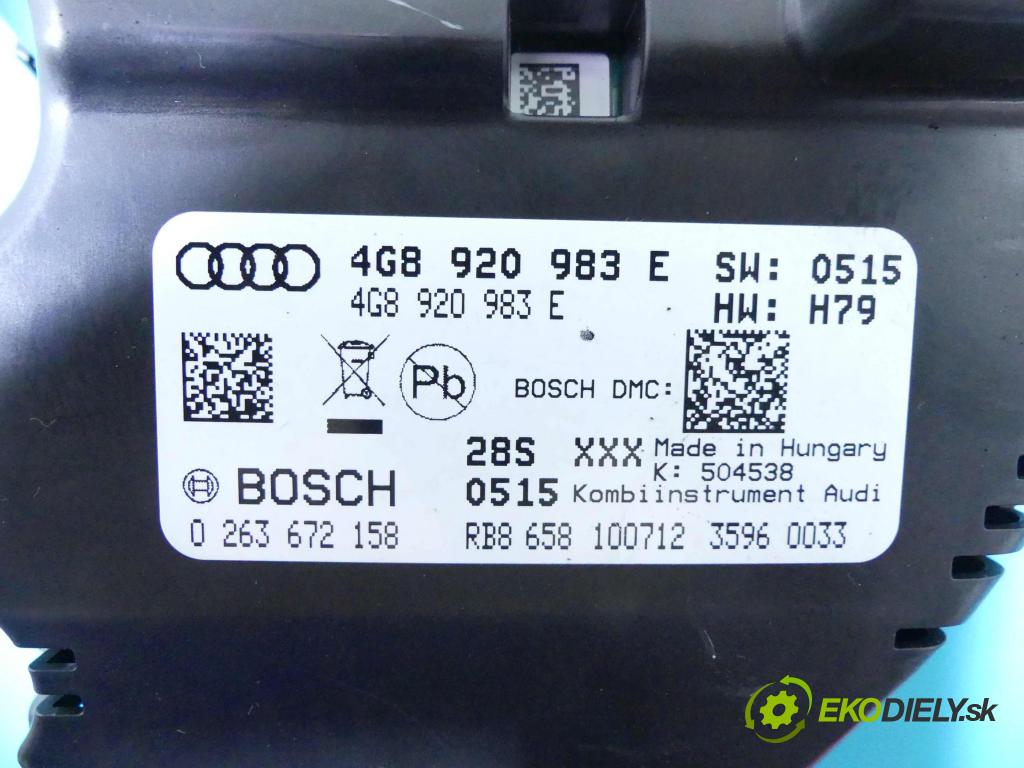 4G8 920 983 E SW: 0515
4G8 920 983 E HW: H79
Pb BOSCH DMC:
28S XXX Made in Hungary
K: 504538
BOSCH 0515 Kombiinstrument Audi
0 263 672 158 RB8 658 100712 3596 0033
EKODIELY.sk